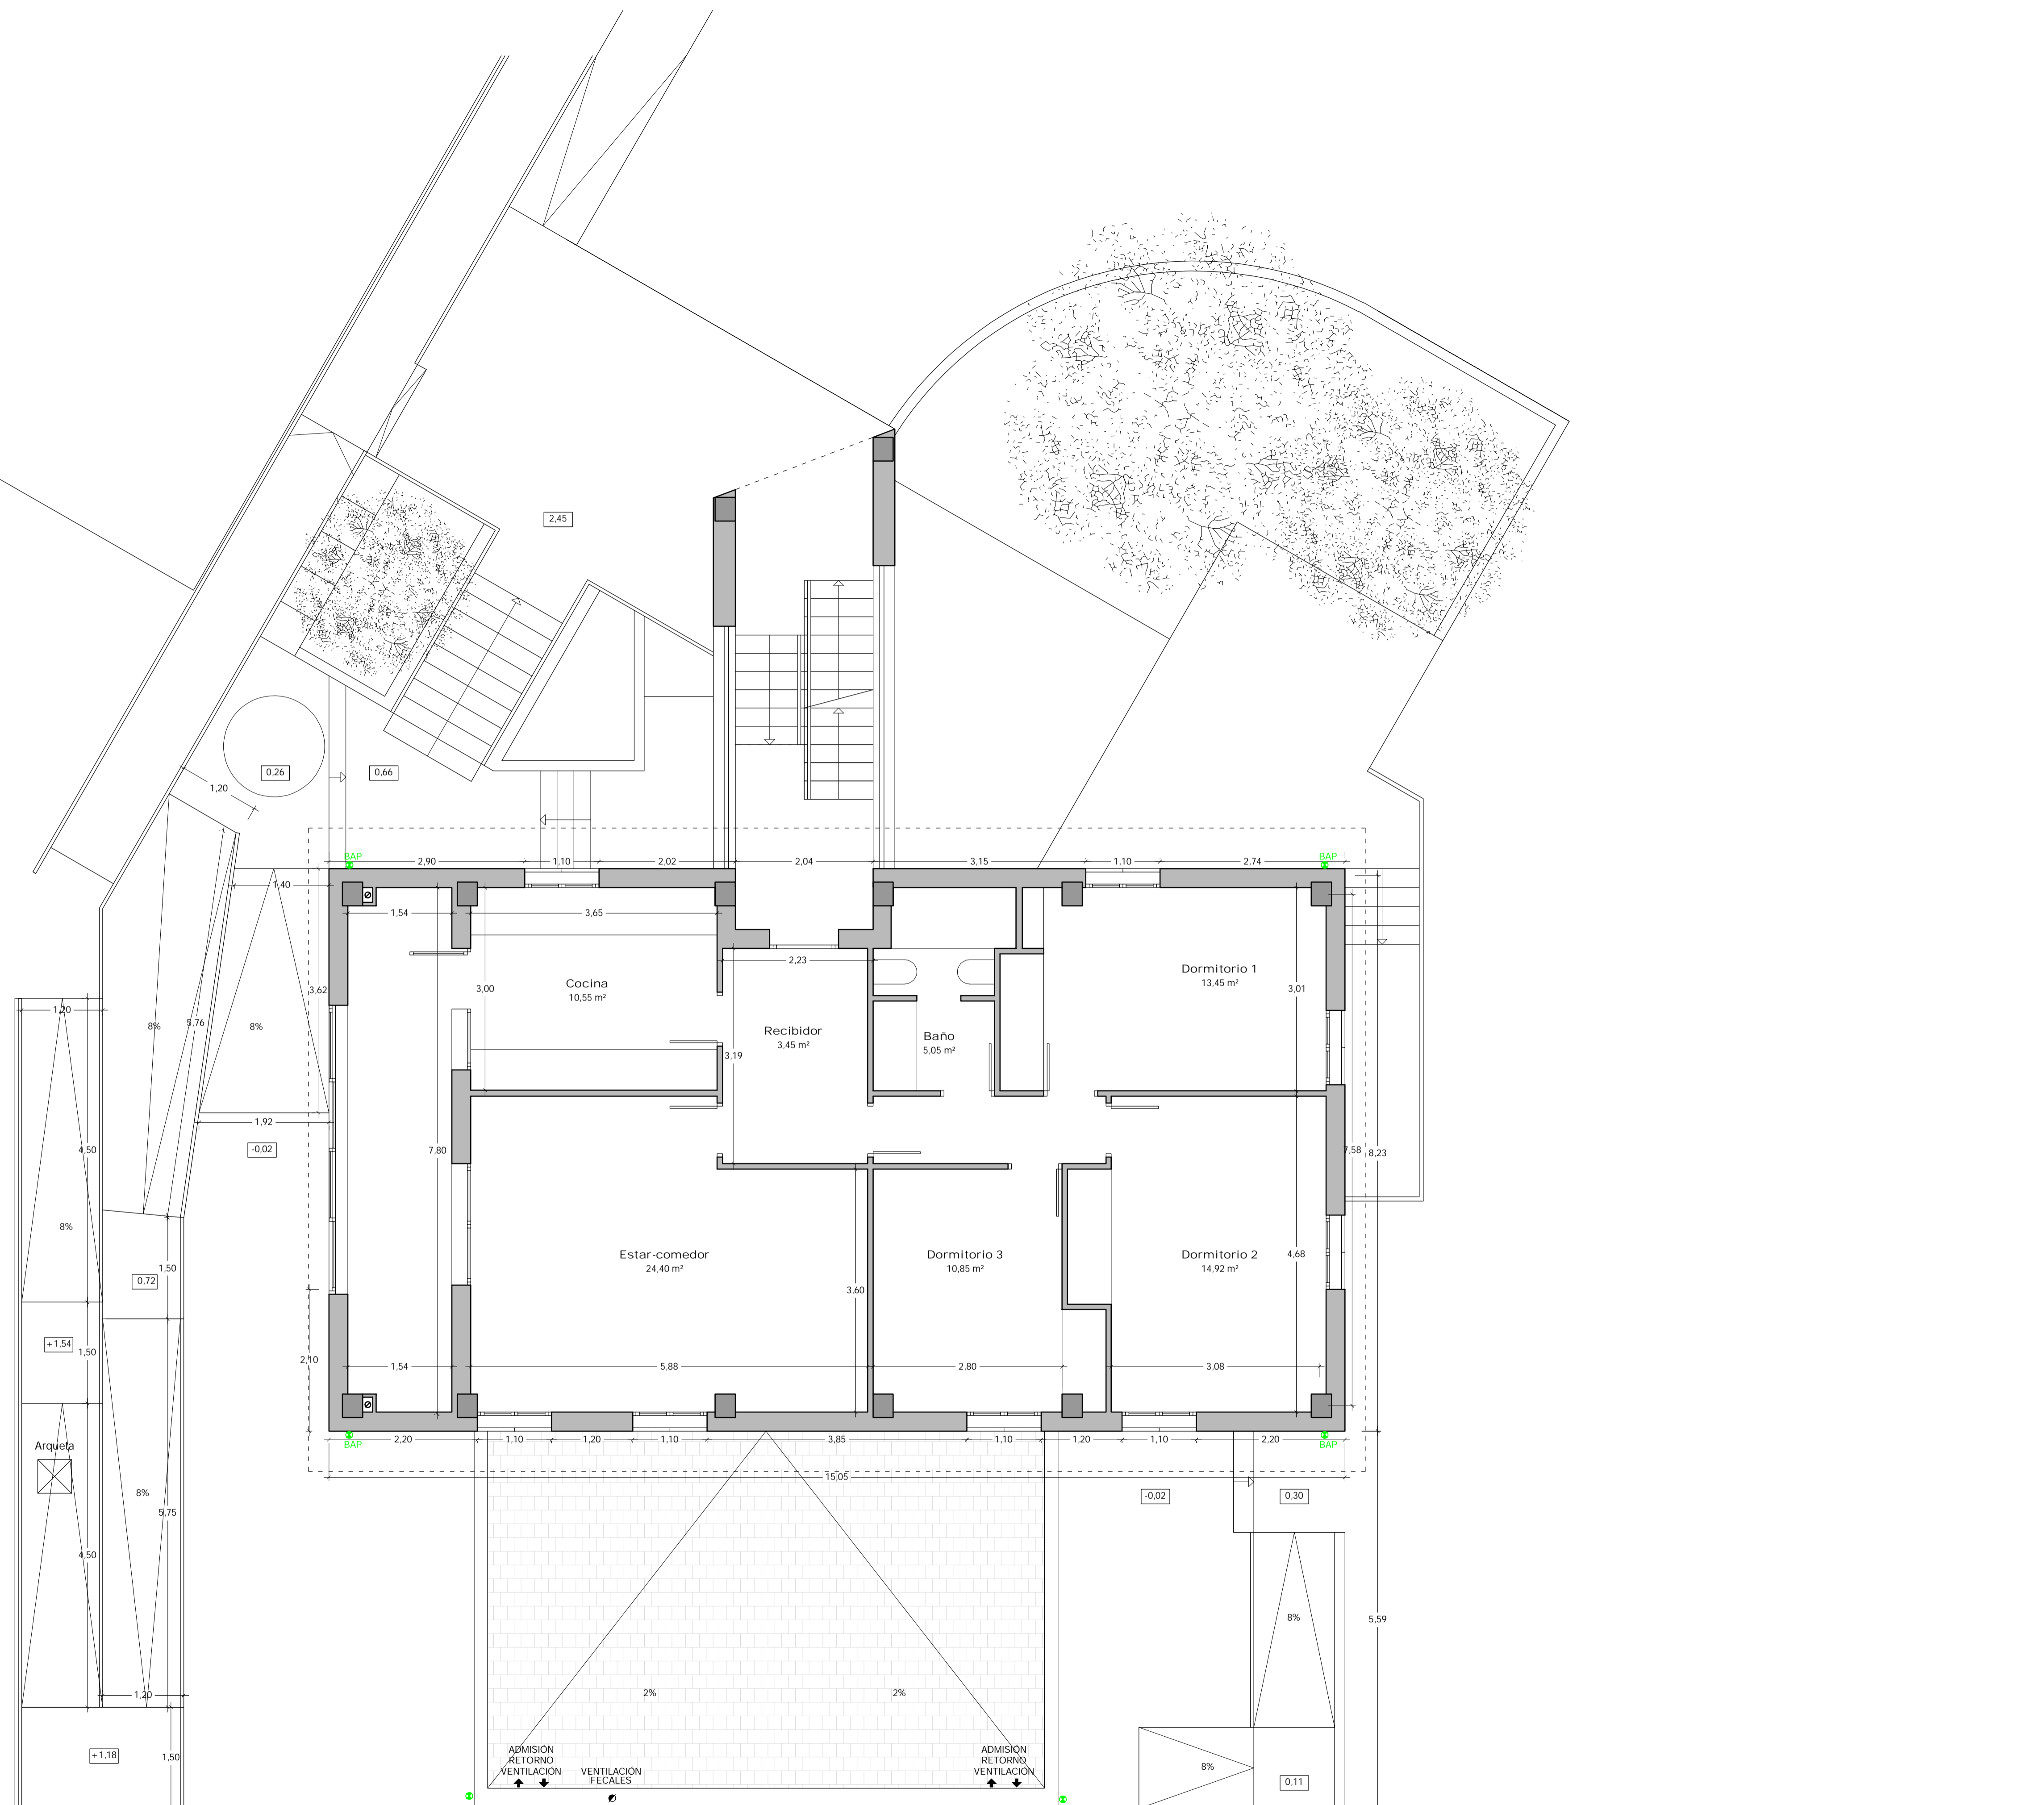 2,45
0,26
0,66
1,20
BAP
BAP
2,90
1,10
2,02
2,04
3,15
1,10
2,74
1,40
1,54
3,65
2,23
Cocina
10,55 m²
3,00
3,62
Dormitorio 1
13,45 m²
3,01
Recibidor
3,45 m²
3,19
Baño
5,05 m²
1,20
8%
5,76
8%
1,92
-0,02
4,50
7,80
7,58
8,23
8%
Estar-comedor
24,40 m²
Dormitorio 3
10,85 m²
Dormitorio 2
14,92 m²
4,68
0,72
1,50
3,60
+1,54
1,50
2,10
1,54
5,88
2,80
3,08
BAP
BAP
2,20
1,10
1,20
1,10
3,85
1,10
1,20
1,10
2,20
15,05
Arqueta
8%
5,75
4,50
-0,02
0,30
8%
5,59
1,20
2%
2%
+1,18
1,50
ADMISIÓN
RETORNO
VENTILACIÓN
VENTILACIÓN
FECALES
ADMISIÓN
RETORNO
VENTILACIÓN
8%
0,11